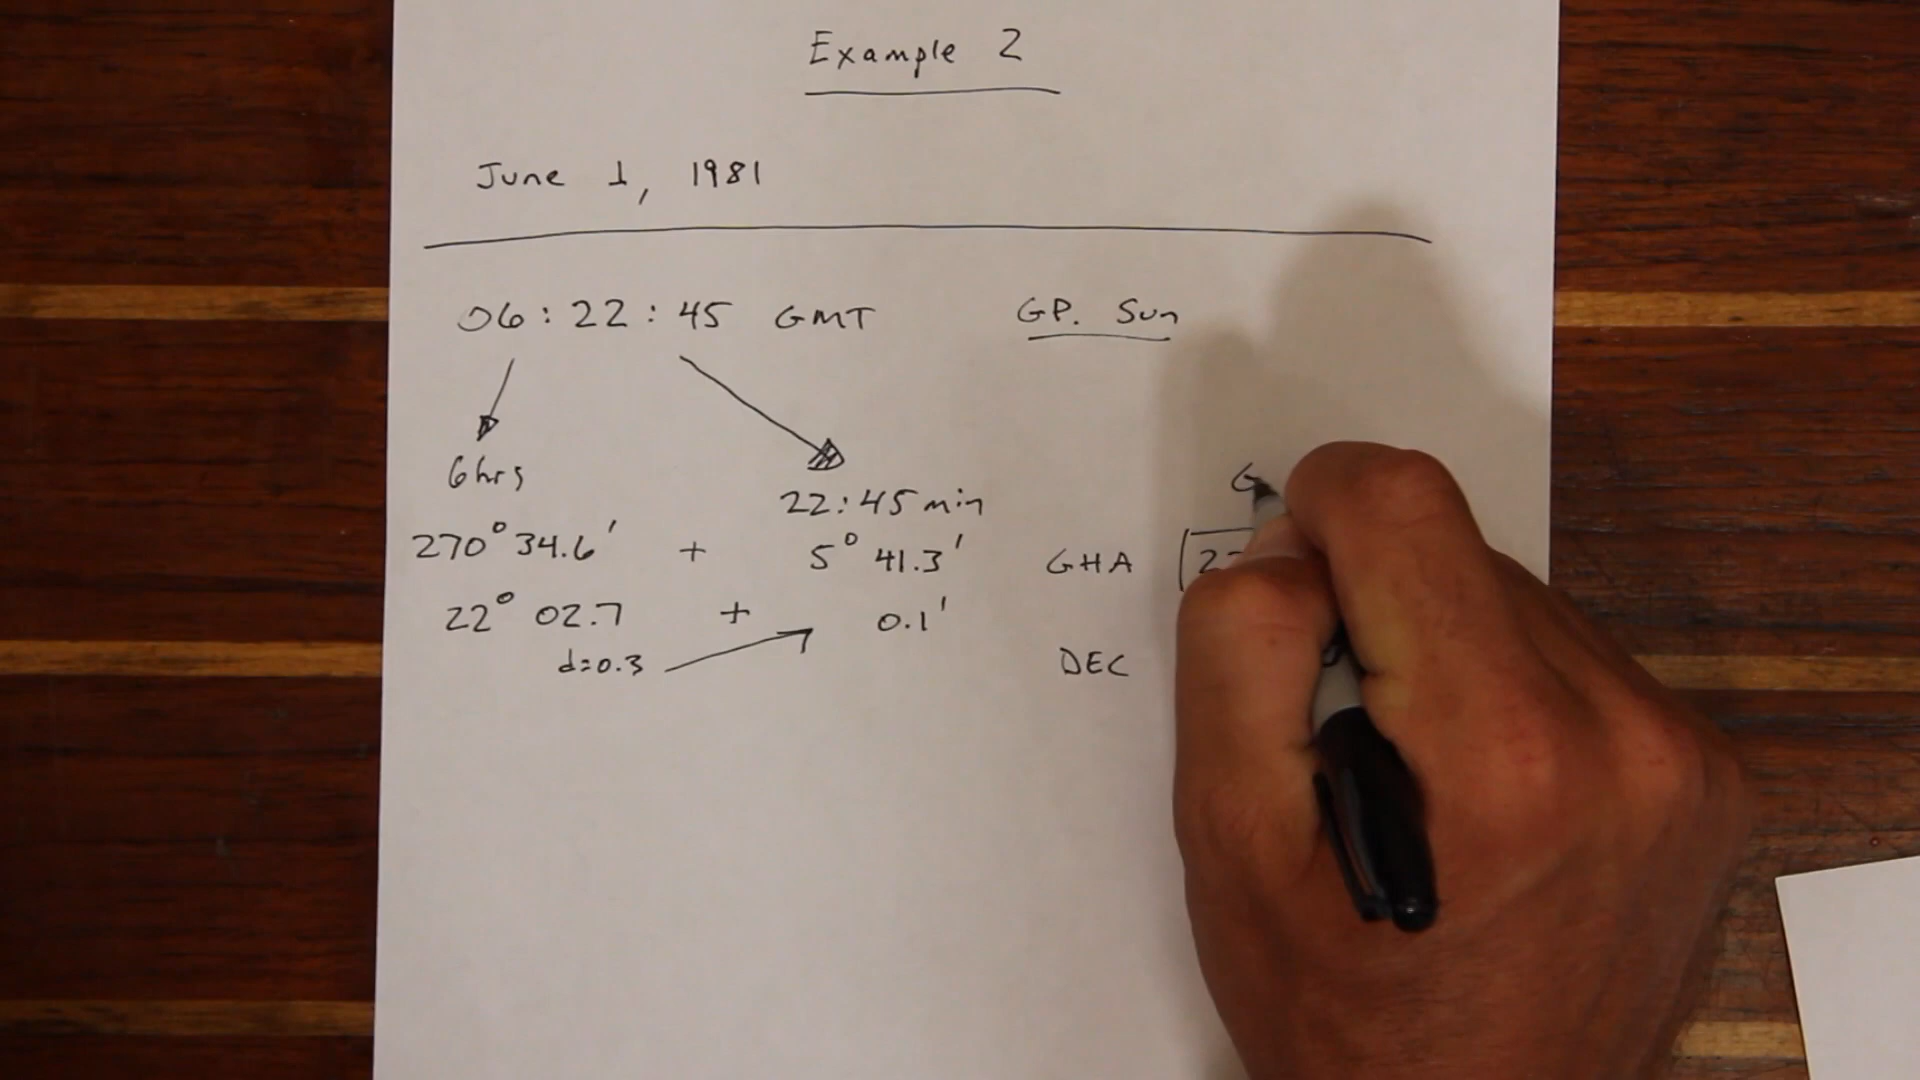 Example 2
June 1, 1981
06:22:45 GMT
GP. Sun
6hrs
22:45 min
270° 34.6' + 5° 41.3'
GHA
22° 02.7 + 0.1'
d=0.3
DEC